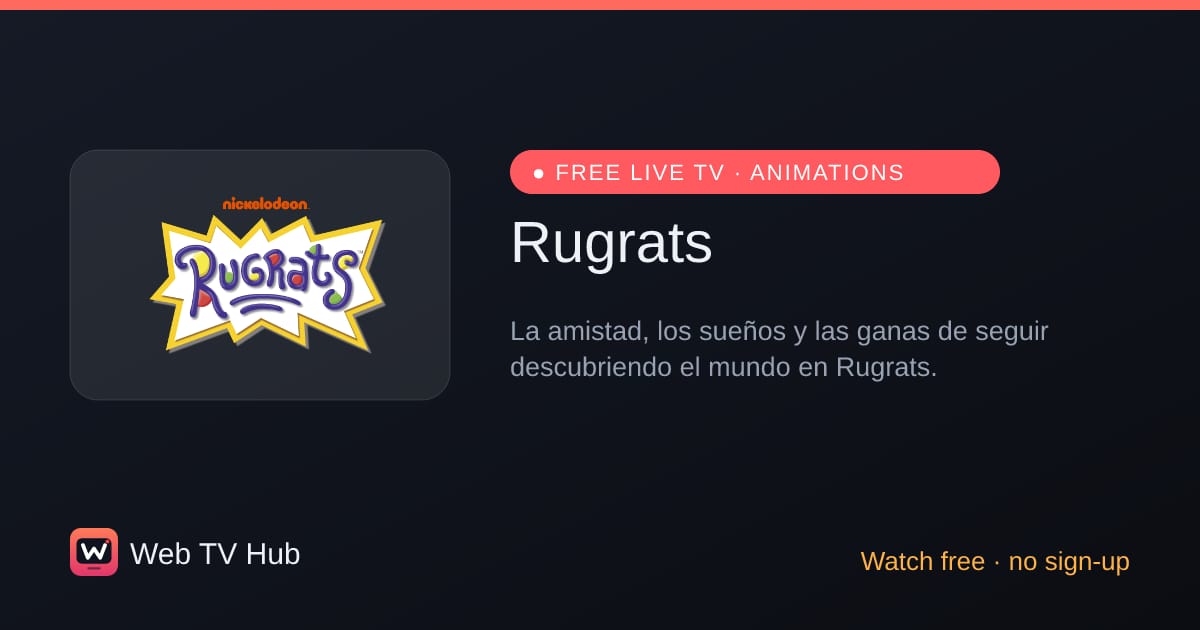 nickelodeon
RUGRATS
• FREE LIVE TV · ANIMATIONS
Rugrats
La amistad, los sueños y las ganas de seguir
descubriendo el mundo en Rugrats.
W
Web TV Hub
Watch free · no sign-up